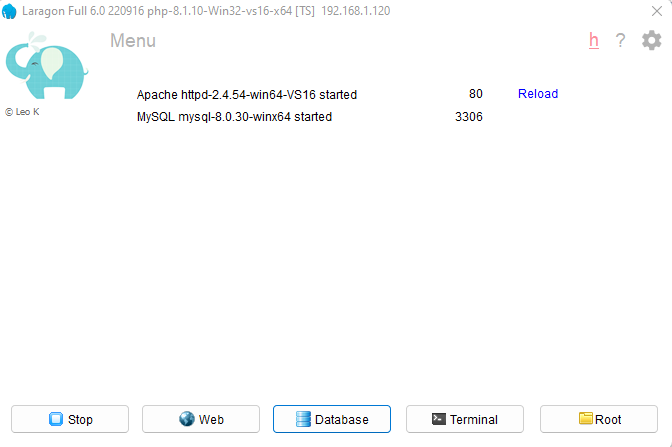 Laragon Full 6.0 220916 php-8.1.10-Win32-vs16-x64 [TS] 192.168.1.120
Menu h ?
© Leo K
Apache httpd-2.4.54-win64-VS16 started 80 Reload
MySQL mysql-8.0.30-winx64 started 3306
Stop Web Database Terminal Root